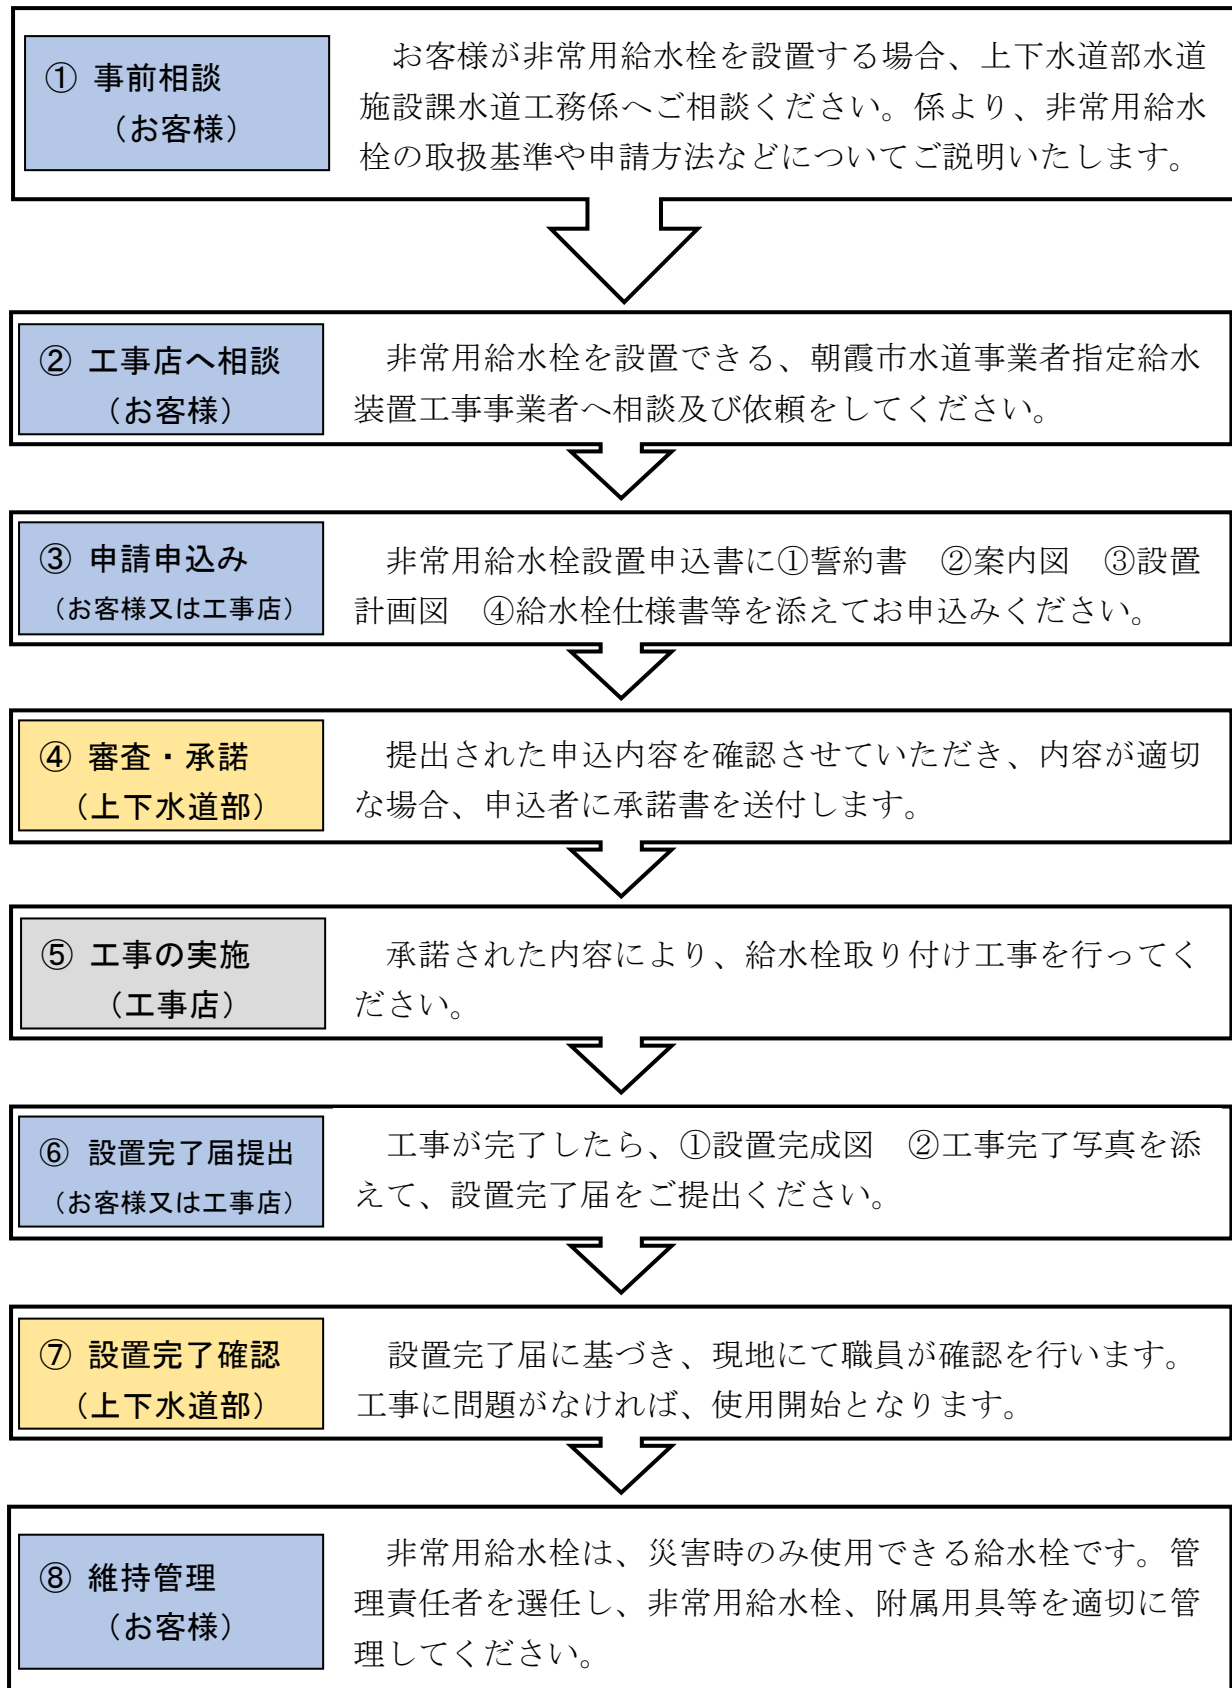 ① 事前相談
（お客様）
お客様が非常用給水栓を設置する場合、上下水道部水道
施設課水道工務係へご相談ください。係より、非常用給水
栓の取扱基準や申請方法などについてご説明いたします。
② 工事店へ相談
（お客様）
非常用給水栓を設置できる、朝霞市水道事業者指定給水
装置工事事業者へ相談及び依頼をしてください。
③ 申請申込み
（お客様又は工事店）
非常用給水栓設置申込書に①誓約書　②案内図　③設置
計画図　④給水栓仕様書等を添えてお申込みください。
④ 審査・承諾
（上下水道部）
提出された申込内容を確認させていただき、内容が適切
な場合、申込者に承諾書を送付します。
⑤ 工事の実施
（工事店）
承諾された内容により、給水栓取り付け工事を行ってく
ださい。
⑥ 設置完了届提出
（お客様又は工事店）
工事が完了したら、①設置完成図　②工事完了写真を添
えて、設置完了届をご提出ください。
⑦ 設置完了確認
（上下水道部）
設置完了届に基づき、現地にて職員が確認を行います。
工事に問題がなければ、使用開始となります。
⑧ 維持管理
（お客様）
非常用給水栓は、災害時のみ使用できる給水栓です。管
理責任者を選任し、非常用給水栓、附属用具等を適切に管
理してください。